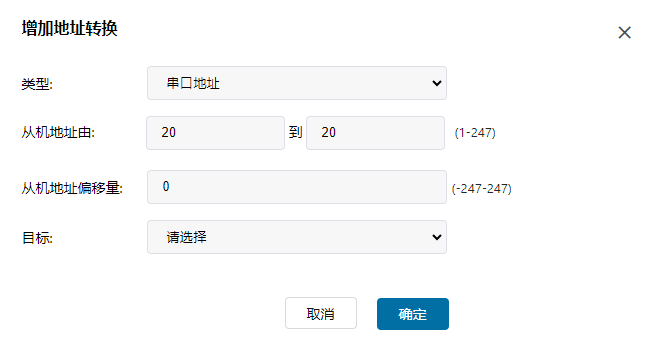 增加地址转换
类型: 串口地址
从机地址由: 20 到 20 (1-247)
从机地址偏移量: 0 (-247-247)
目标: 请选择
取消 确定